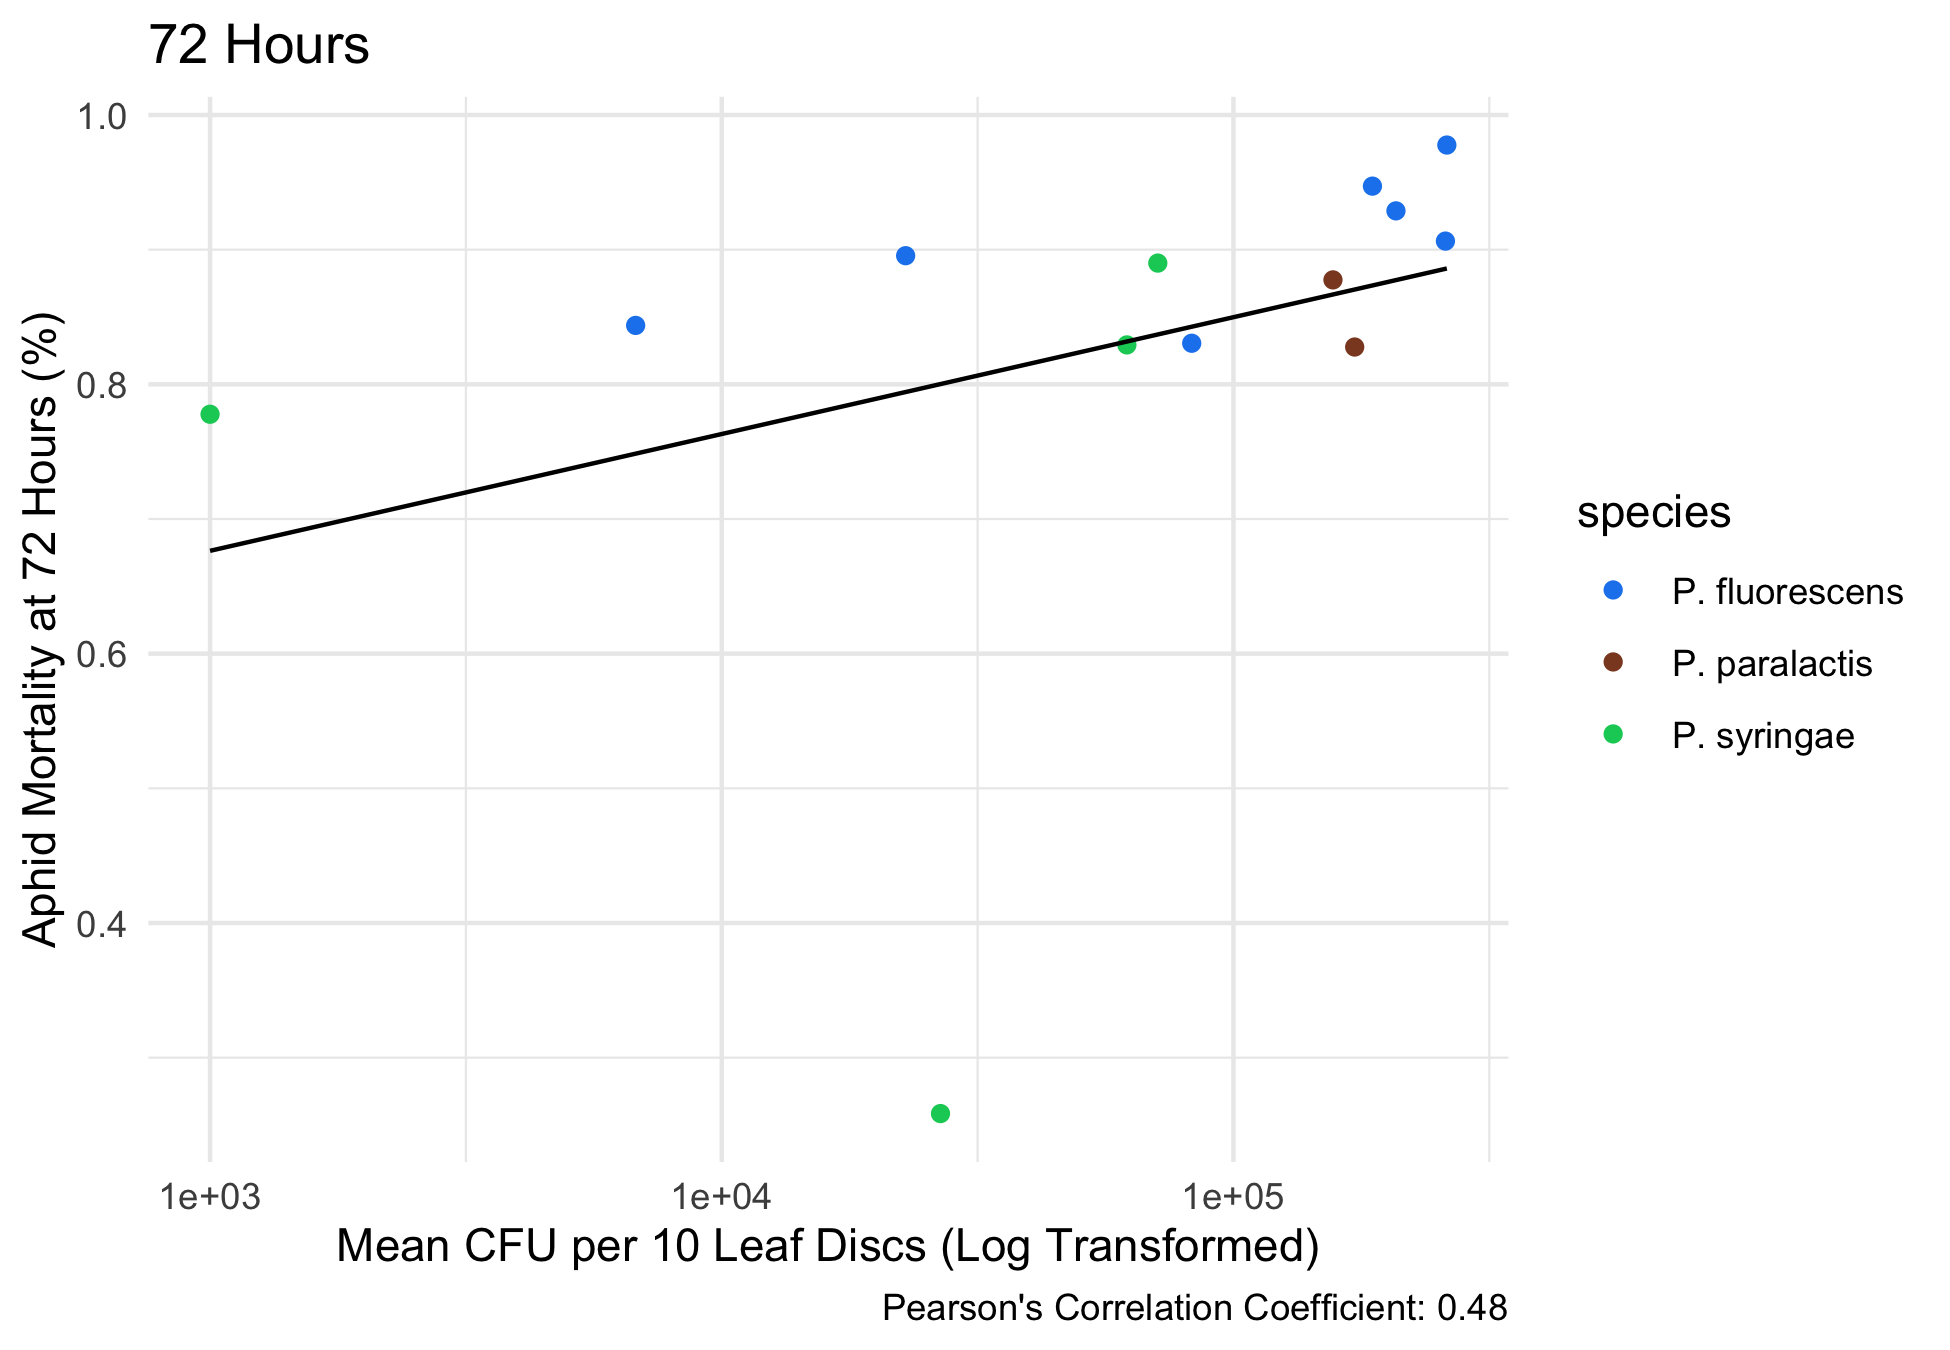 72 Hours
1.0
0.8
0.6
0.4
Aphid Mortality at 72 Hours (%)
1e+03
1e+04
1e+05
Mean CFU per 10 Leaf Discs (Log Transformed)
Pearson's Correlation Coefficient: 0.48
species
P. fluorescens
P. paralactis
P. syringae